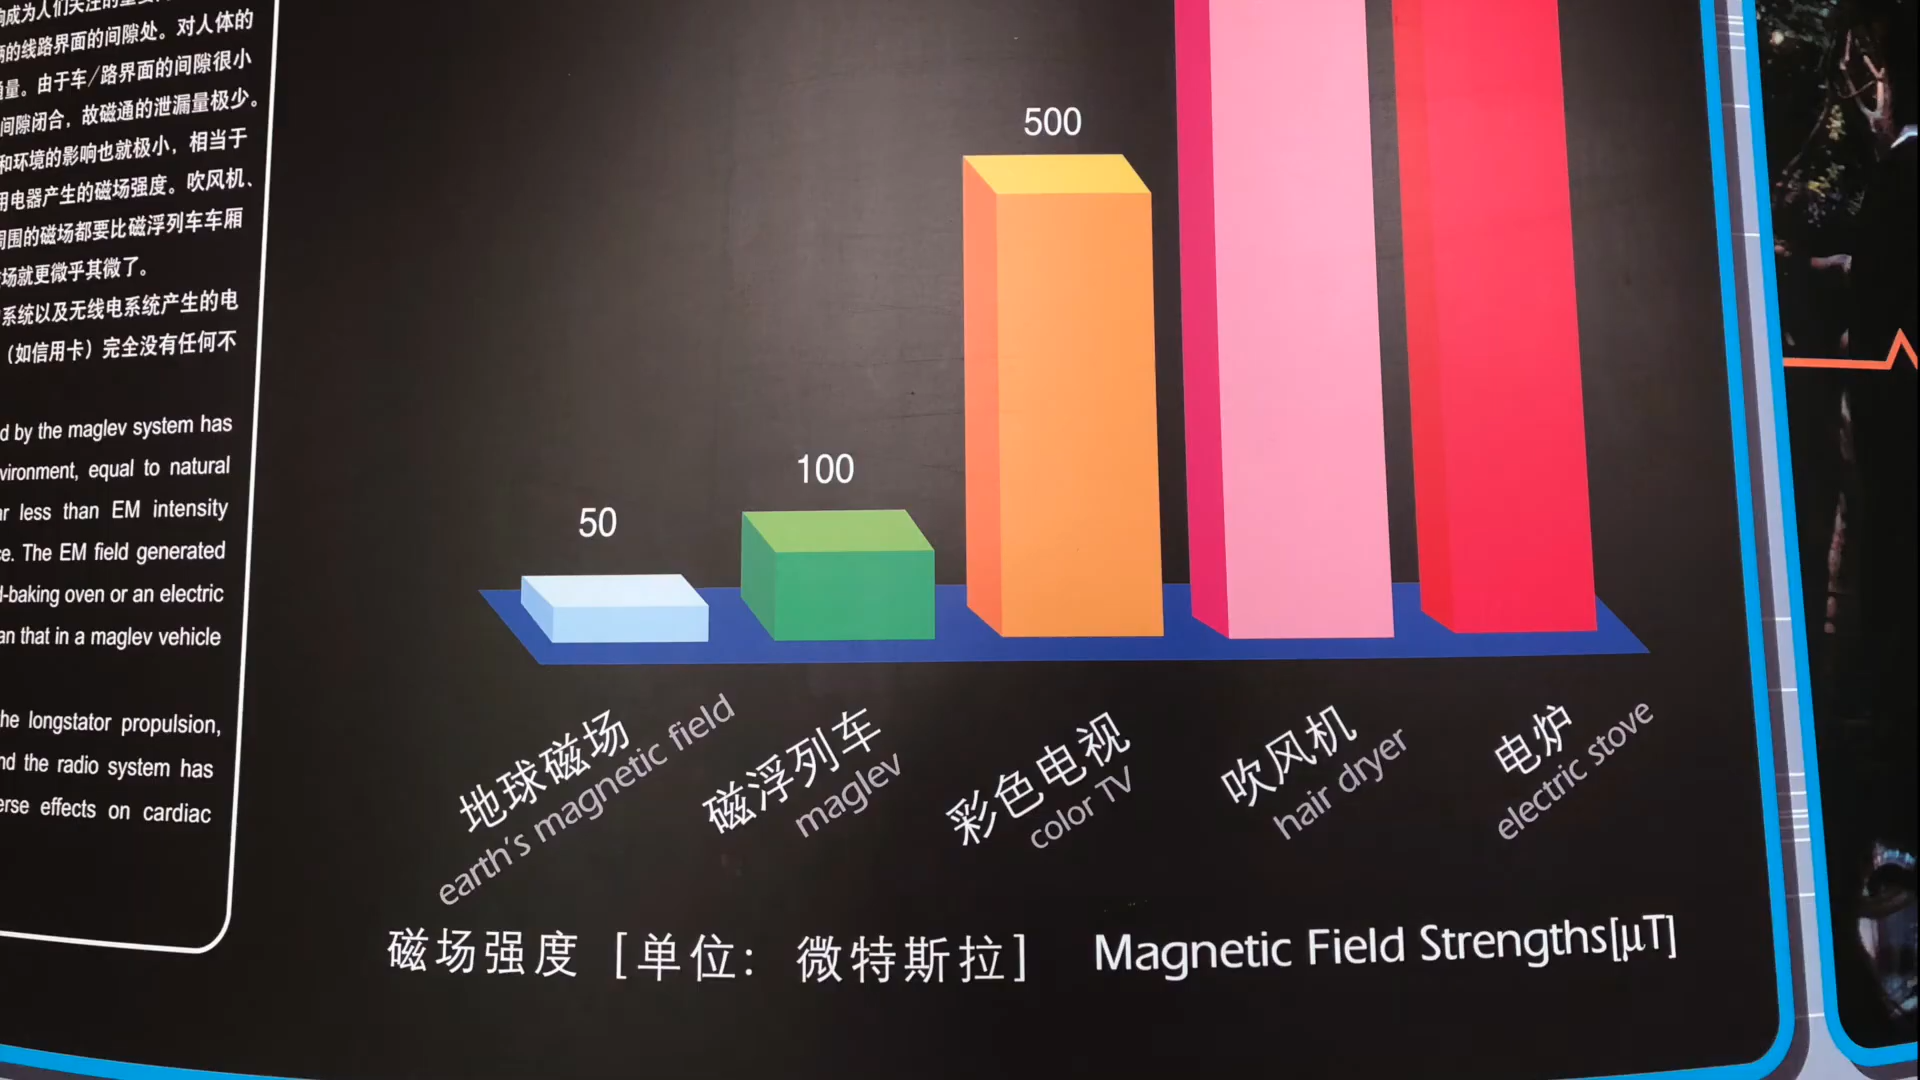 成为人们关注的重要
的线路界面的间隙处。对人体的
量。由于车/路界面的间隙很小
间隙闭合，故磁通的泄漏量极少。
和环境的影响也就极小，相当于
用电器产生的磁场强度。吹风机、
周围的磁场都要比磁浮列车车厢
场就更微乎其微了。
系统以及无线电系统产生的电
（如信用卡）完全没有任何不
d by the maglev system has
vironment, equal to natural
ar less than EM intensity
ce. The EM field generated
d-baking oven or an electric
an that in a maglev vehicle
he longstator propulsion,
nd the radio system has
erse effects on cardiac
500
100
50
地球磁场
earth's magnetic field
磁浮列车
maglev
彩色电视
color TV
吹风机
hair dryer
电炉
electric stove
磁场强度 [单位：微特斯拉] Magnetic Field Strengths[μT]